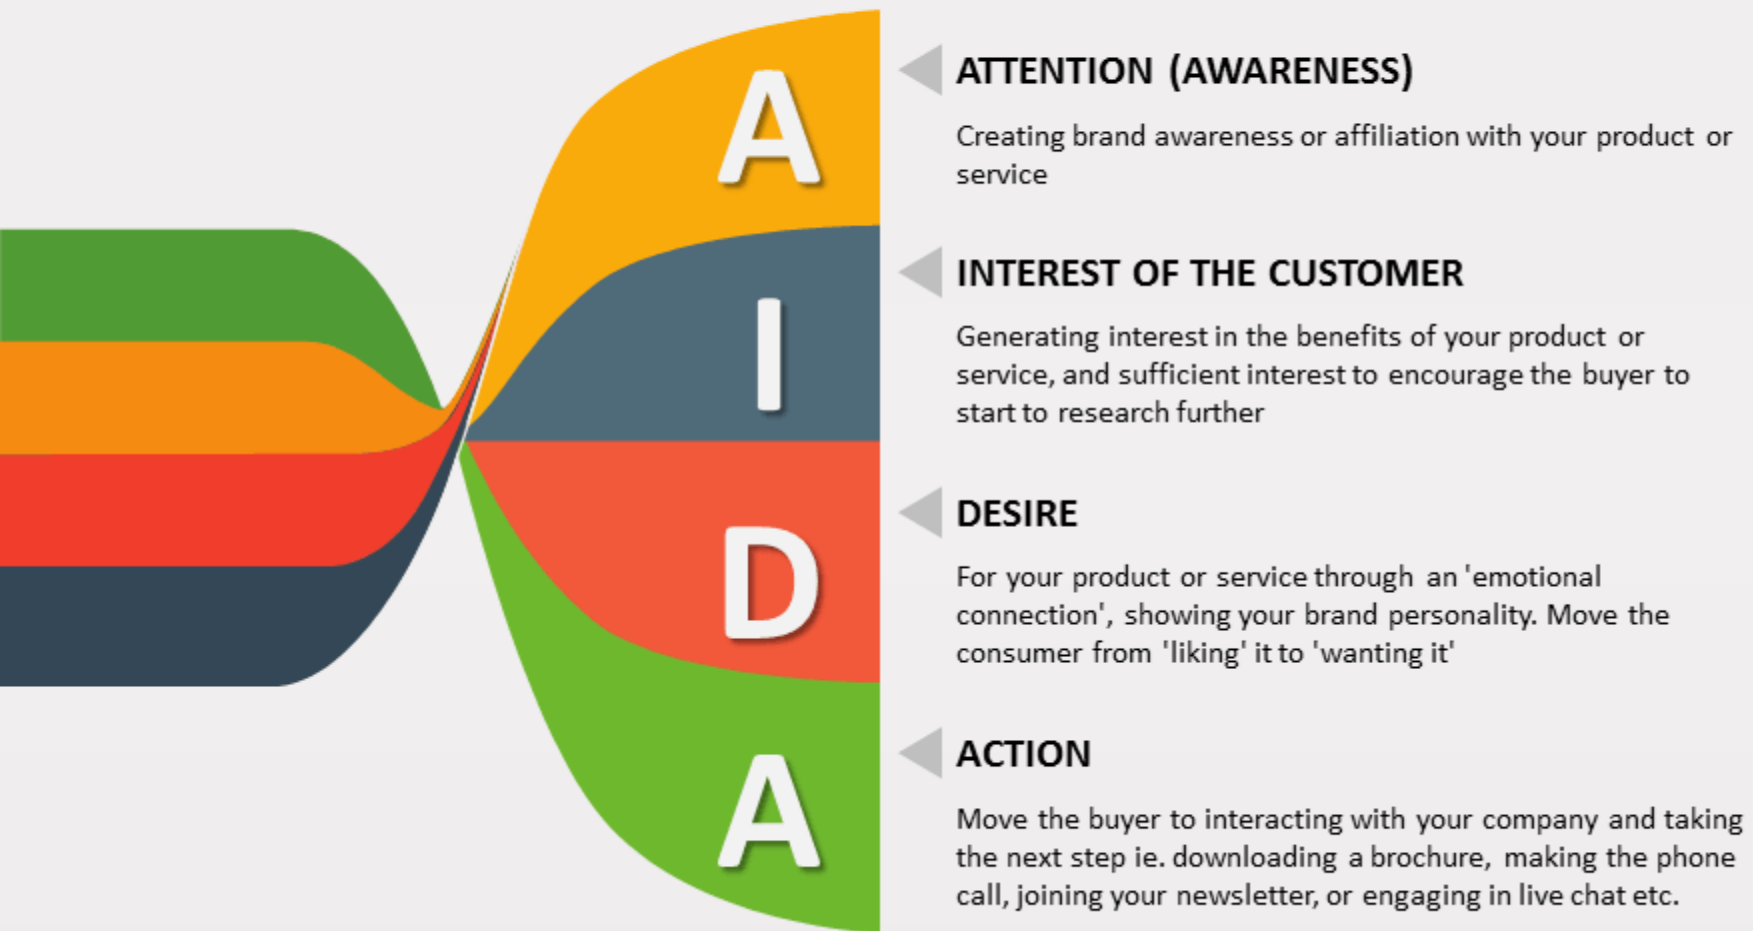 A
ATTENTION (AWARENESS)
Creating brand awareness or affiliation with your product or
service
I
INTEREST OF THE CUSTOMER
Generating interest in the benefits of your product or
service, and sufficient interest to encourage the buyer to
start to research further
D
DESIRE
For your product or service through an 'emotional
connection', showing your brand personality. Move the
consumer from 'liking' it to 'wanting it'
A
ACTION
Move the buyer to interacting with your company and taking
the next step ie. downloading a brochure, making the phone
call, joining your newsletter, or engaging in live chat etc.